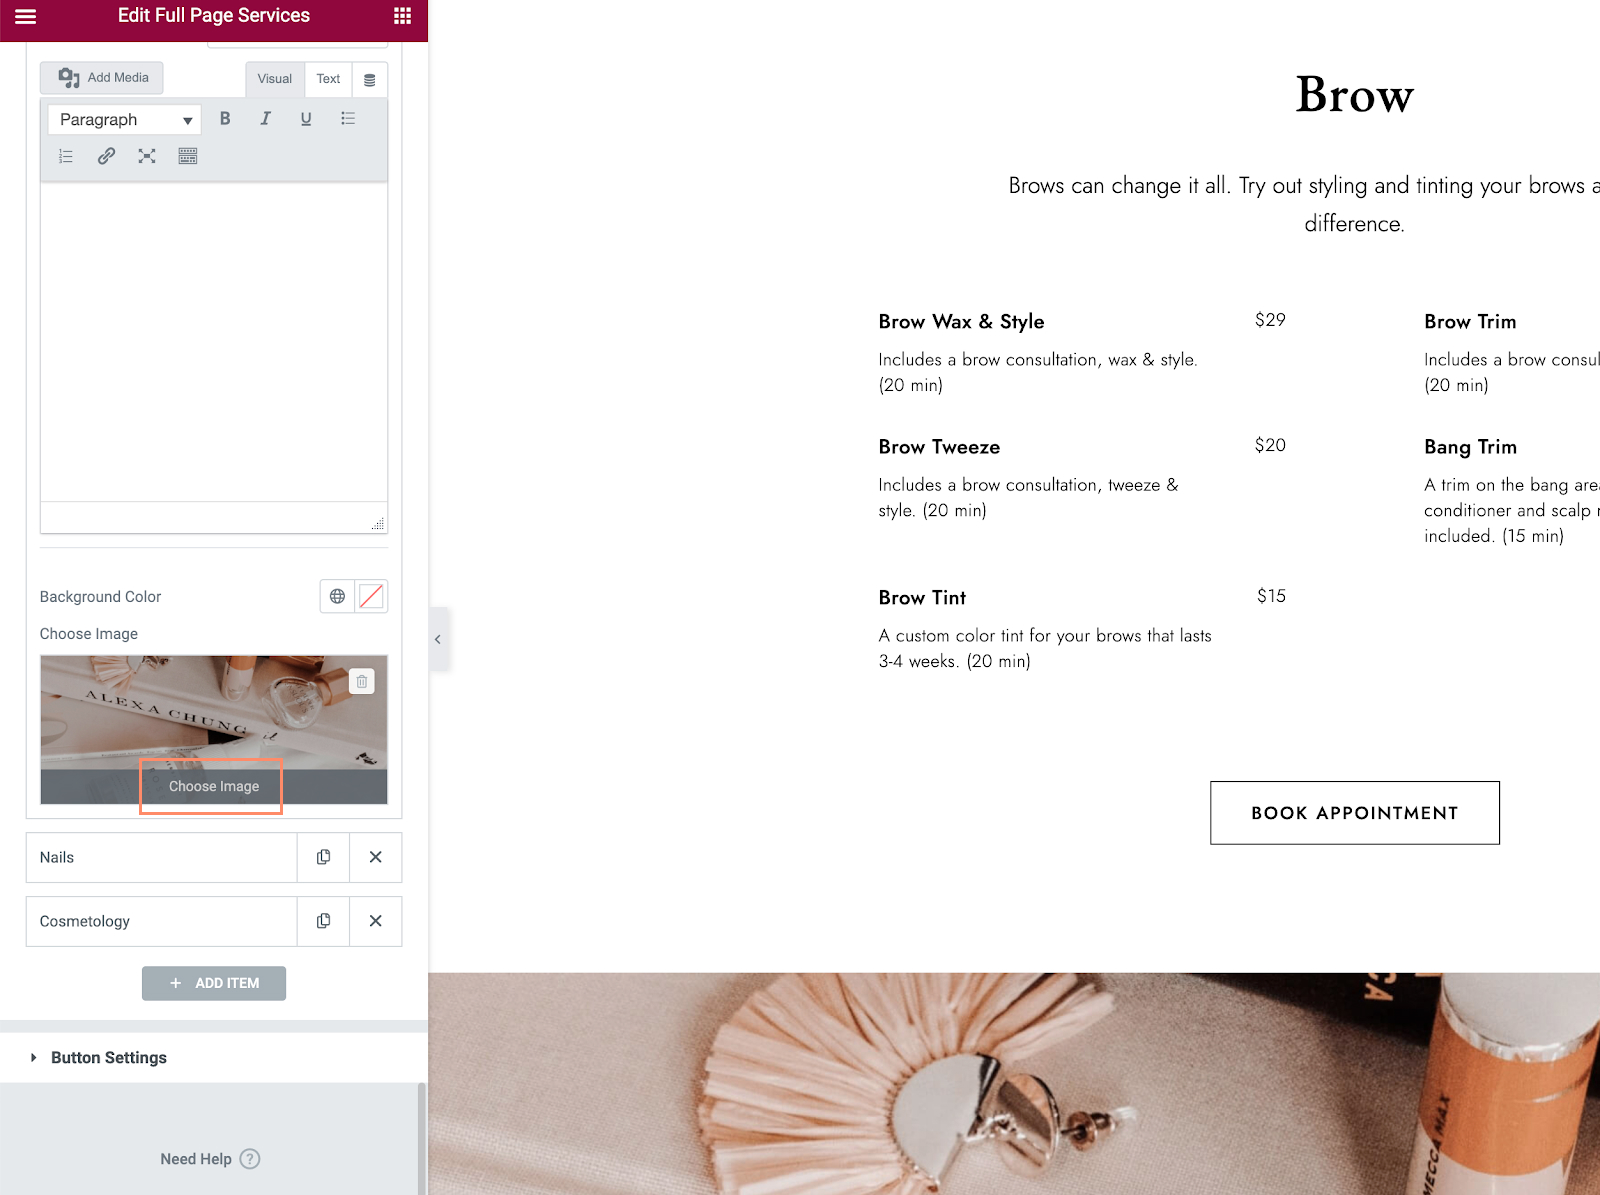 Edit Full Page Services
Add Media
Visual
Text
Paragraph
B
I
U
Background Color
Choose Image
ALEXA CHUNG
Choose Image
Nails
Cosmetology
+ ADD ITEM
Button Settings
Need Help ?
Brow
Brows can change it all. Try out styling and tinting your brows a
difference.
Brow Wax & Style
$29
Includes a brow consultation, wax & style.
(20 min)
Brow Tweeze
$20
Includes a brow consultation, tweeze &
style. (20 min)
Brow Tint
$15
A custom color tint for your brows that lasts
3-4 weeks. (20 min)
Brow Trim
Includes a brow consul
(20 min)
Bang Trim
A trim on the bang area
conditioner and scalp
included. (15 min)
BOOK APPOINTMENT
CA
MECCA MAX